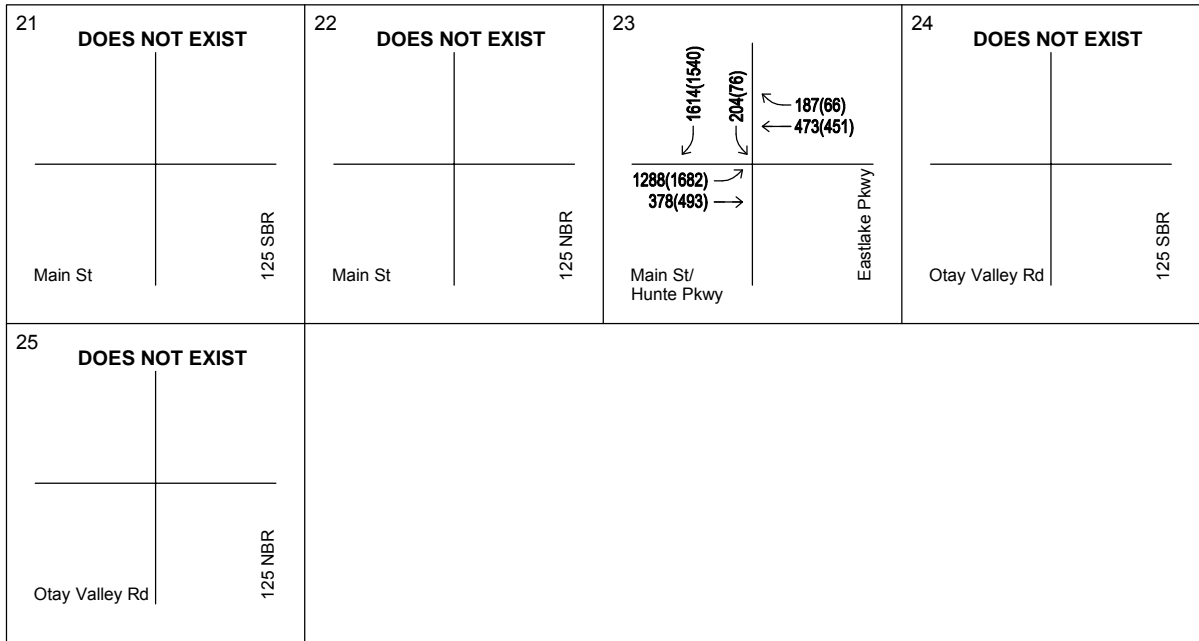 21
DOES NOT EXIST
Main St
125 SBR
22
DOES NOT EXIST
Main St
125 NBR
23
1614(1540)
204(76)
187(66)
473(451)
1288(1682)
378(493)
Main St/
Hunte Pkwy
Eastlake Pkwy
24
DOES NOT EXIST
Otay Valley Rd
125 SBR
25
DOES NOT EXIST
Otay Valley Rd
125 NBR